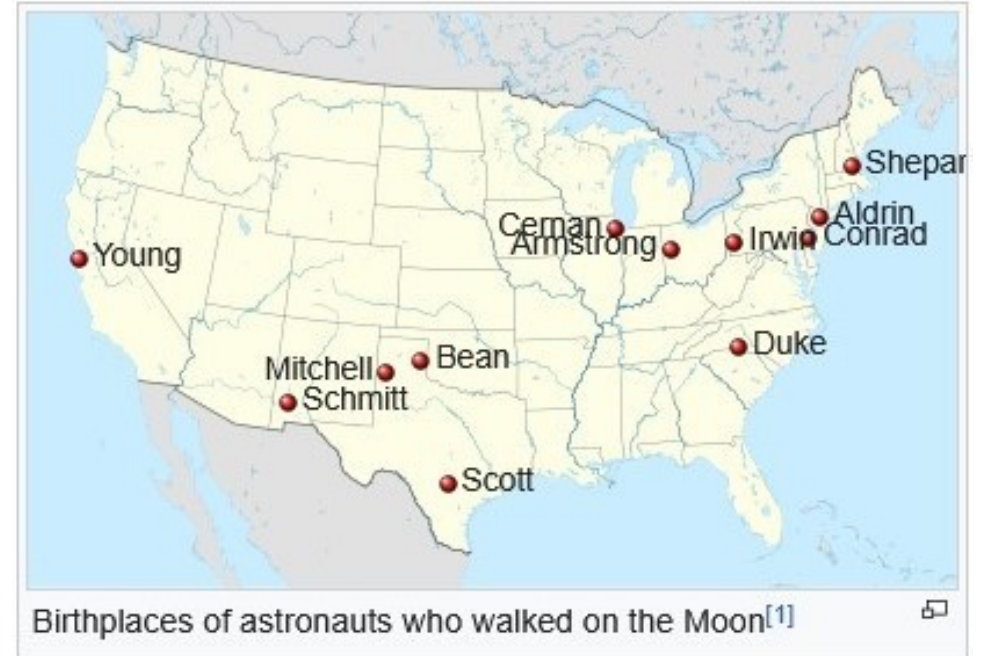 Shepar
Aldrin
Cernan
Armstrong
Irwin
Conrad
Young
Duke
Bean
Mitchell
Schmitt
Scott
Birthplaces of astronauts who walked on the Moon[1]